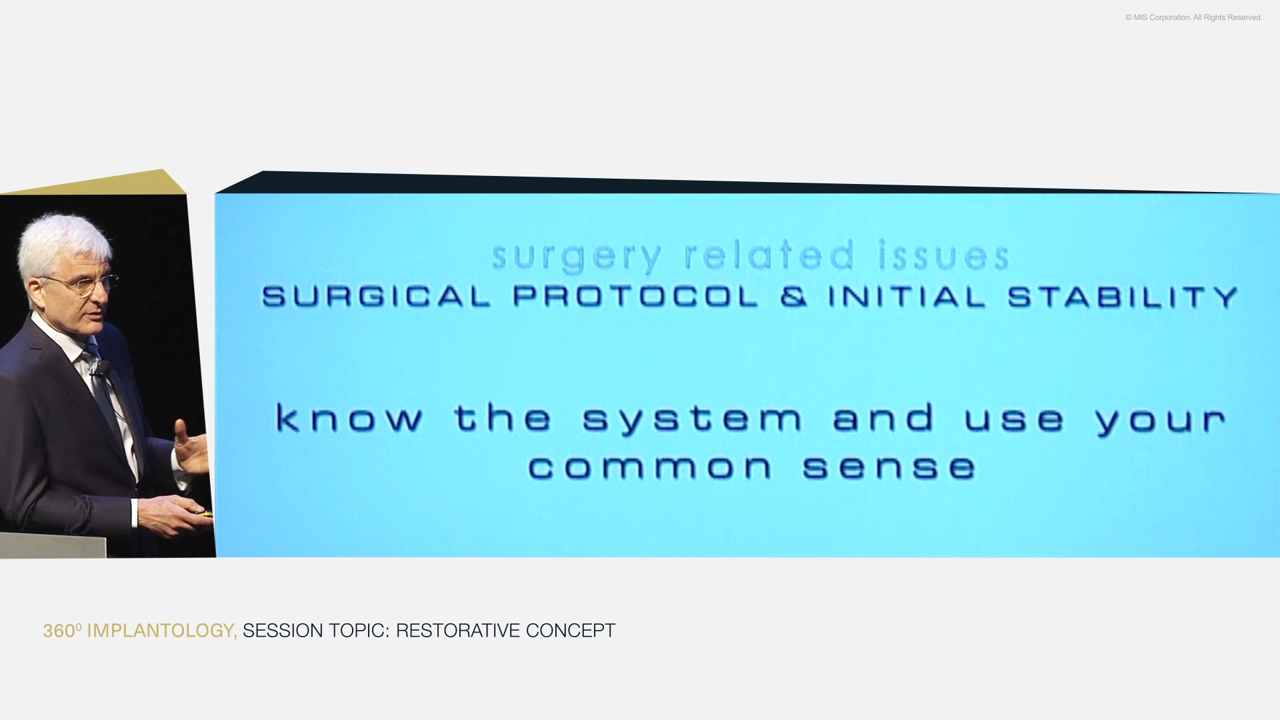 © MIS Corporation. All Rights Reserved.
surgery related issues
SURGICAL PROTOCOL & INITIAL STABILITY
know the system and use your
common sense
360⁰ IMPLANTOLOGY, SESSION TOPIC: RESTORATIVE CONCEPT